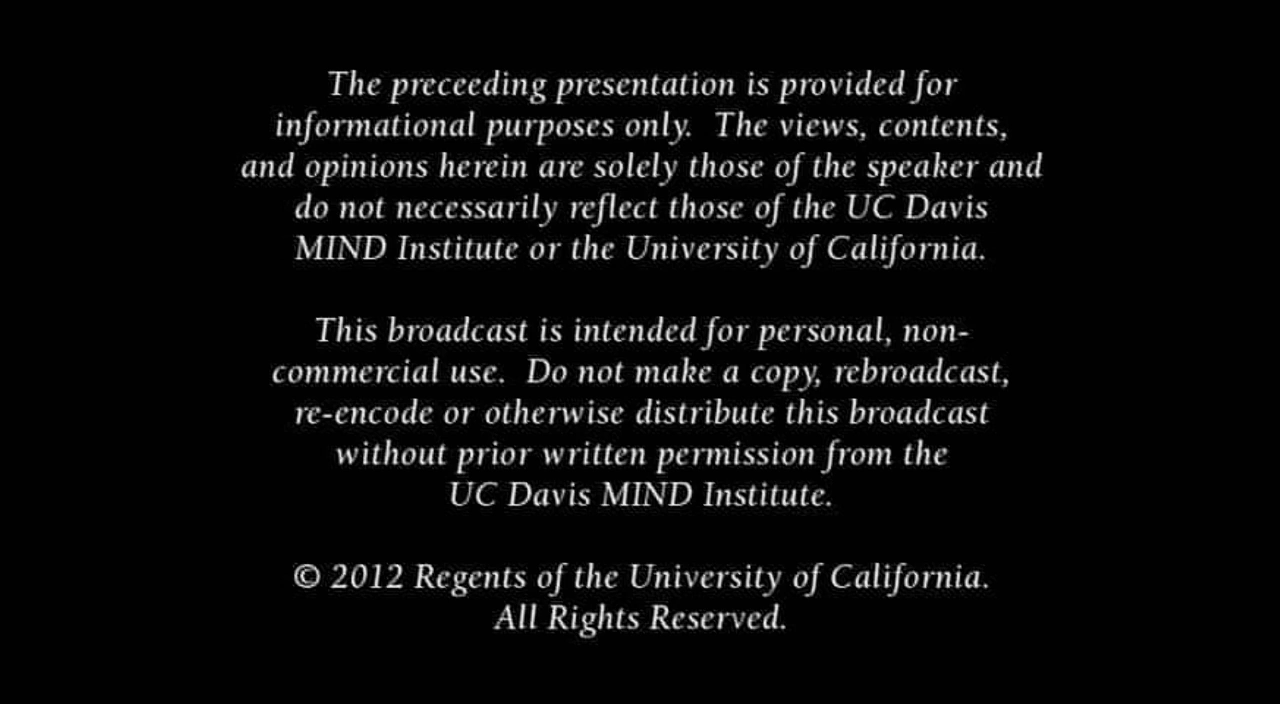 The preceeding presentation is provided for
informational purposes only.  The views, contents,
and opinions herein are solely those of the speaker and
do not necessarily reflect those of the UC Davis
MIND Institute or the University of California.
This broadcast is intended for personal, non-
commercial use.  Do not make a copy, rebroadcast,
re-encode or otherwise distribute this broadcast
without prior written permission from the
UC Davis MIND Institute.
© 2012 Regents of the University of California.
All Rights Reserved.